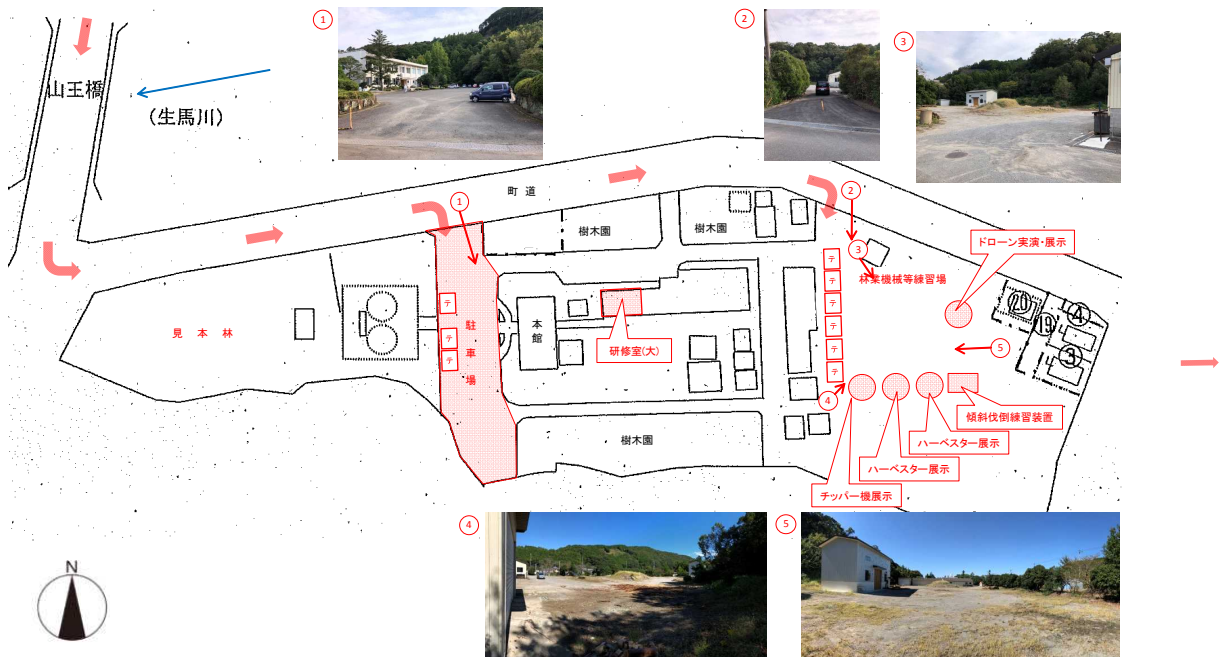 ①
②
③
山王橋
(生馬川)
町道
①
②
樹木園
樹木園
③
ドローン実演・展示
林業機械等練習場
テ
テ
テ
テ
テ
テ
⑳
⑲
④
③
テ
テ
テ
見本林
駐車場
本館
研修室(大)
⑤
④
傾斜伐倒練習装置
ハーベスター展示
ハーベスター展示
樹木園
チッパー機展示
④
⑤
N